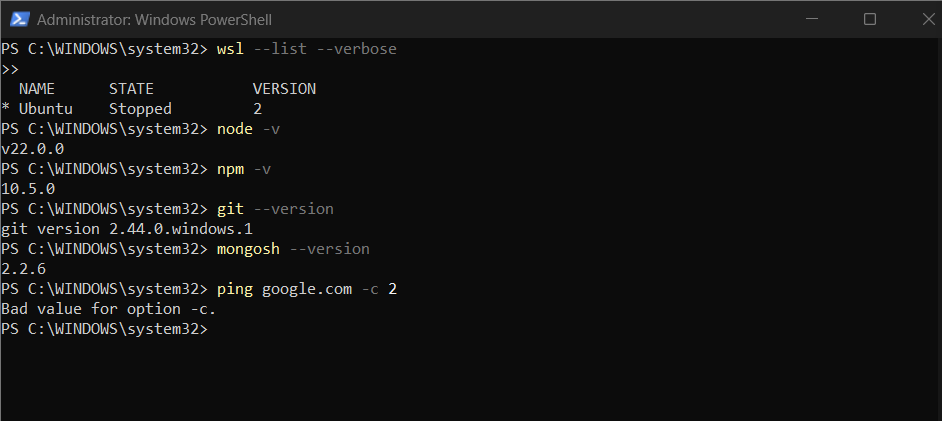 Administrator: Windows PowerShell
PS C:\WINDOWS\system32> wsl --list --verbose
>>
  NAME      STATE           VERSION
* Ubuntu    Stopped         2
PS C:\WINDOWS\system32> node -v
v22.0.0
PS C:\WINDOWS\system32> npm -v
10.5.0
PS C:\WINDOWS\system32> git --version
git version 2.44.0.windows.1
PS C:\WINDOWS\system32> mongosh --version
2.2.6
PS C:\WINDOWS\system32> ping google.com -c 2
Bad value for option -c.
PS C:\WINDOWS\system32>